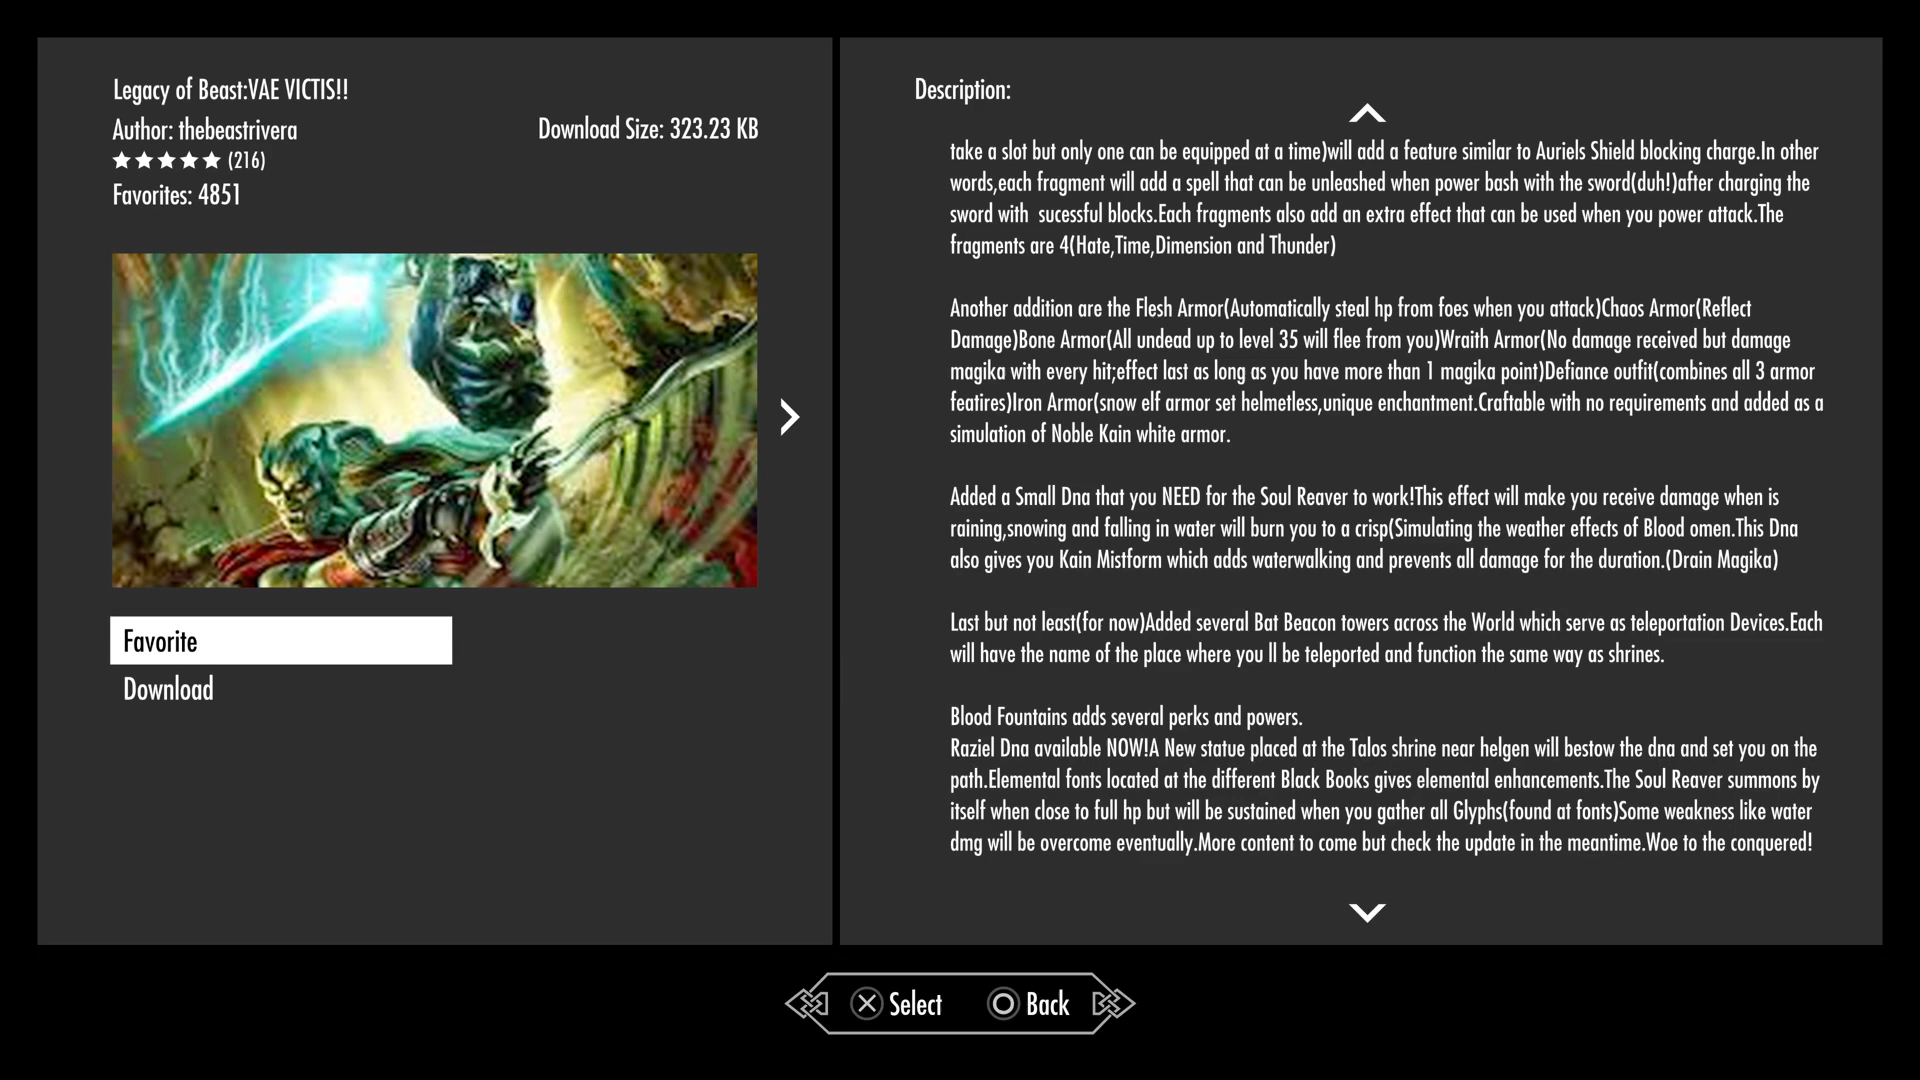 Legacy of Beast:VAE VICTIS!!
Author: thebeastrivera
Download Size: 323.23 KB
★★★★★ (216)
Favorites: 4851
Favorite
Download
Description:
take a slot but only one can be equipped at a time)will add a feature similar to Auriels Shield blocking charge.In other
words,each fragment will add a spell that can be unleashed when power bash with the sword(duh!)after charging the
sword with  sucessful blocks.Each fragments also add an extra effect that can be used when you power attack.The
fragments are 4(Hate,Time,Dimension and Thunder)
Another addition are the Flesh Armor(Automatically steal hp from foes when you attack)Chaos Armor(Reflect
Damage)Bone Armor(All undead up to level 35 will flee from you)Wraith Armor(No damage received but damage
magika with every hit;effect last as long as you have more than 1 magika point)Defiance outfit(combines all 3 armor
featires)Iron Armor(snow elf armor set helmetless,unique enchantment.Craftable with no requirements and added as a
simulation of Noble Kain white armor.
Added a Small Dna that you NEED for the Soul Reaver to work!This effect will make you receive damage when is
raining,snowing and falling in water will burn you to a crisp(Simulating the weather effects of Blood omen.This Dna
also gives you Kain Mistform which adds waterwalking and prevents all damage for the duration.(Drain Magika)
Last but not least(for now)Added several Bat Beacon towers across the World which serve as teleportation Devices.Each
will have the name of the place where you ll be teleported and function the same way as shrines.
Blood Fountains adds several perks and powers.
Raziel Dna available NOW!A New statue placed at the Talos shrine near helgen will bestow the dna and set you on the
path.Elemental fonts located at the different Black Books gives elemental enhancements.The Soul Reaver summons by
itself when close to full hp but will be sustained when you gather all Glyphs(found at fonts)Some weakness like water
dmg will be overcome eventually.More content to come but check the update in the meantime.Woe to the conquered!
Select
Back